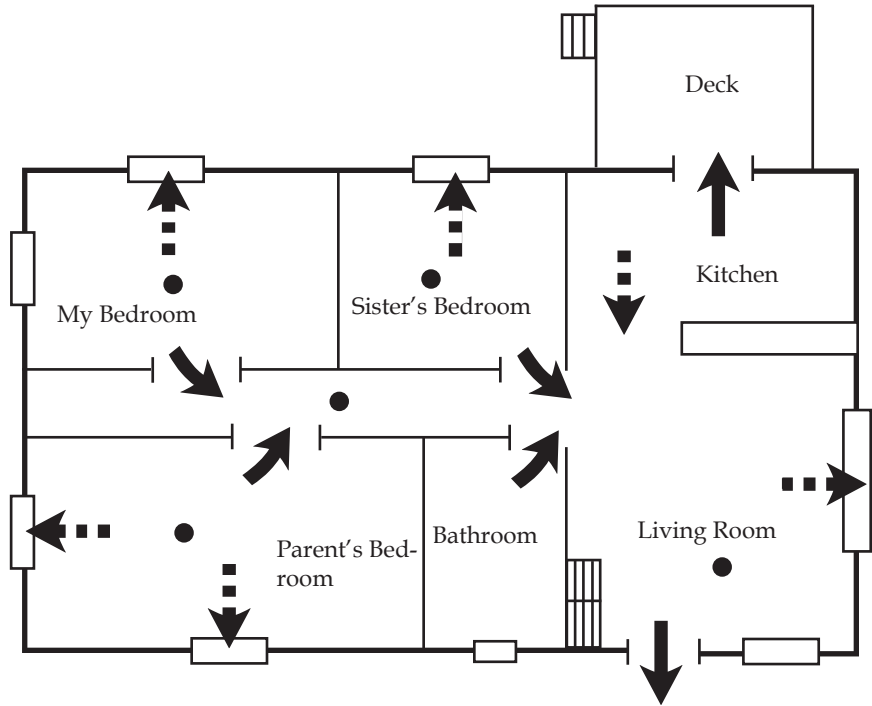 Deck
Kitchen
Sister's Bedroom
My Bedroom
Living Room
Bathroom
Parent's Bed-
room